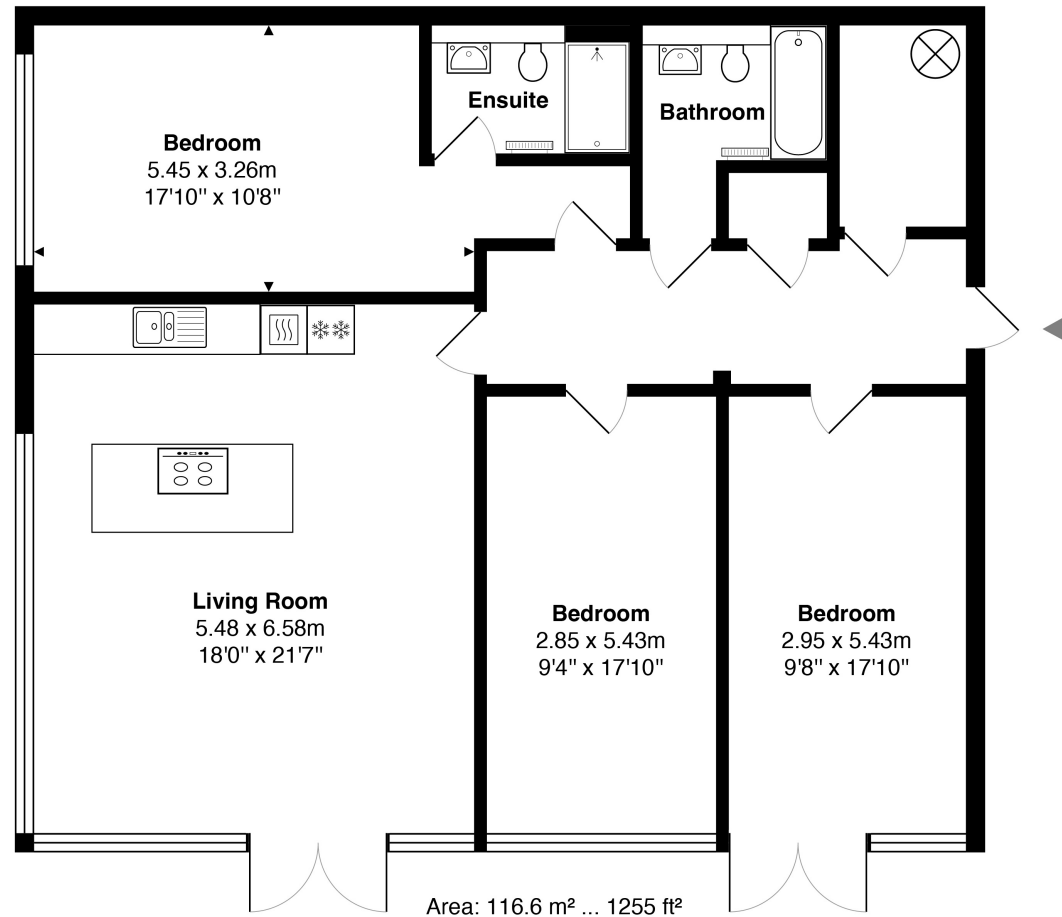 Ensuite
Bathroom
Bedroom
5.45 x 3.26m
17'10" x 10'8"
Living Room
5.48 x 6.58m
18'0" x 21'7"
Bedroom
2.85 x 5.43m
9'4" x 17'10"
Bedroom
2.95 x 5.43m
9'8" x 17'10"
Area: 116.6 m² ... 1255 ft²